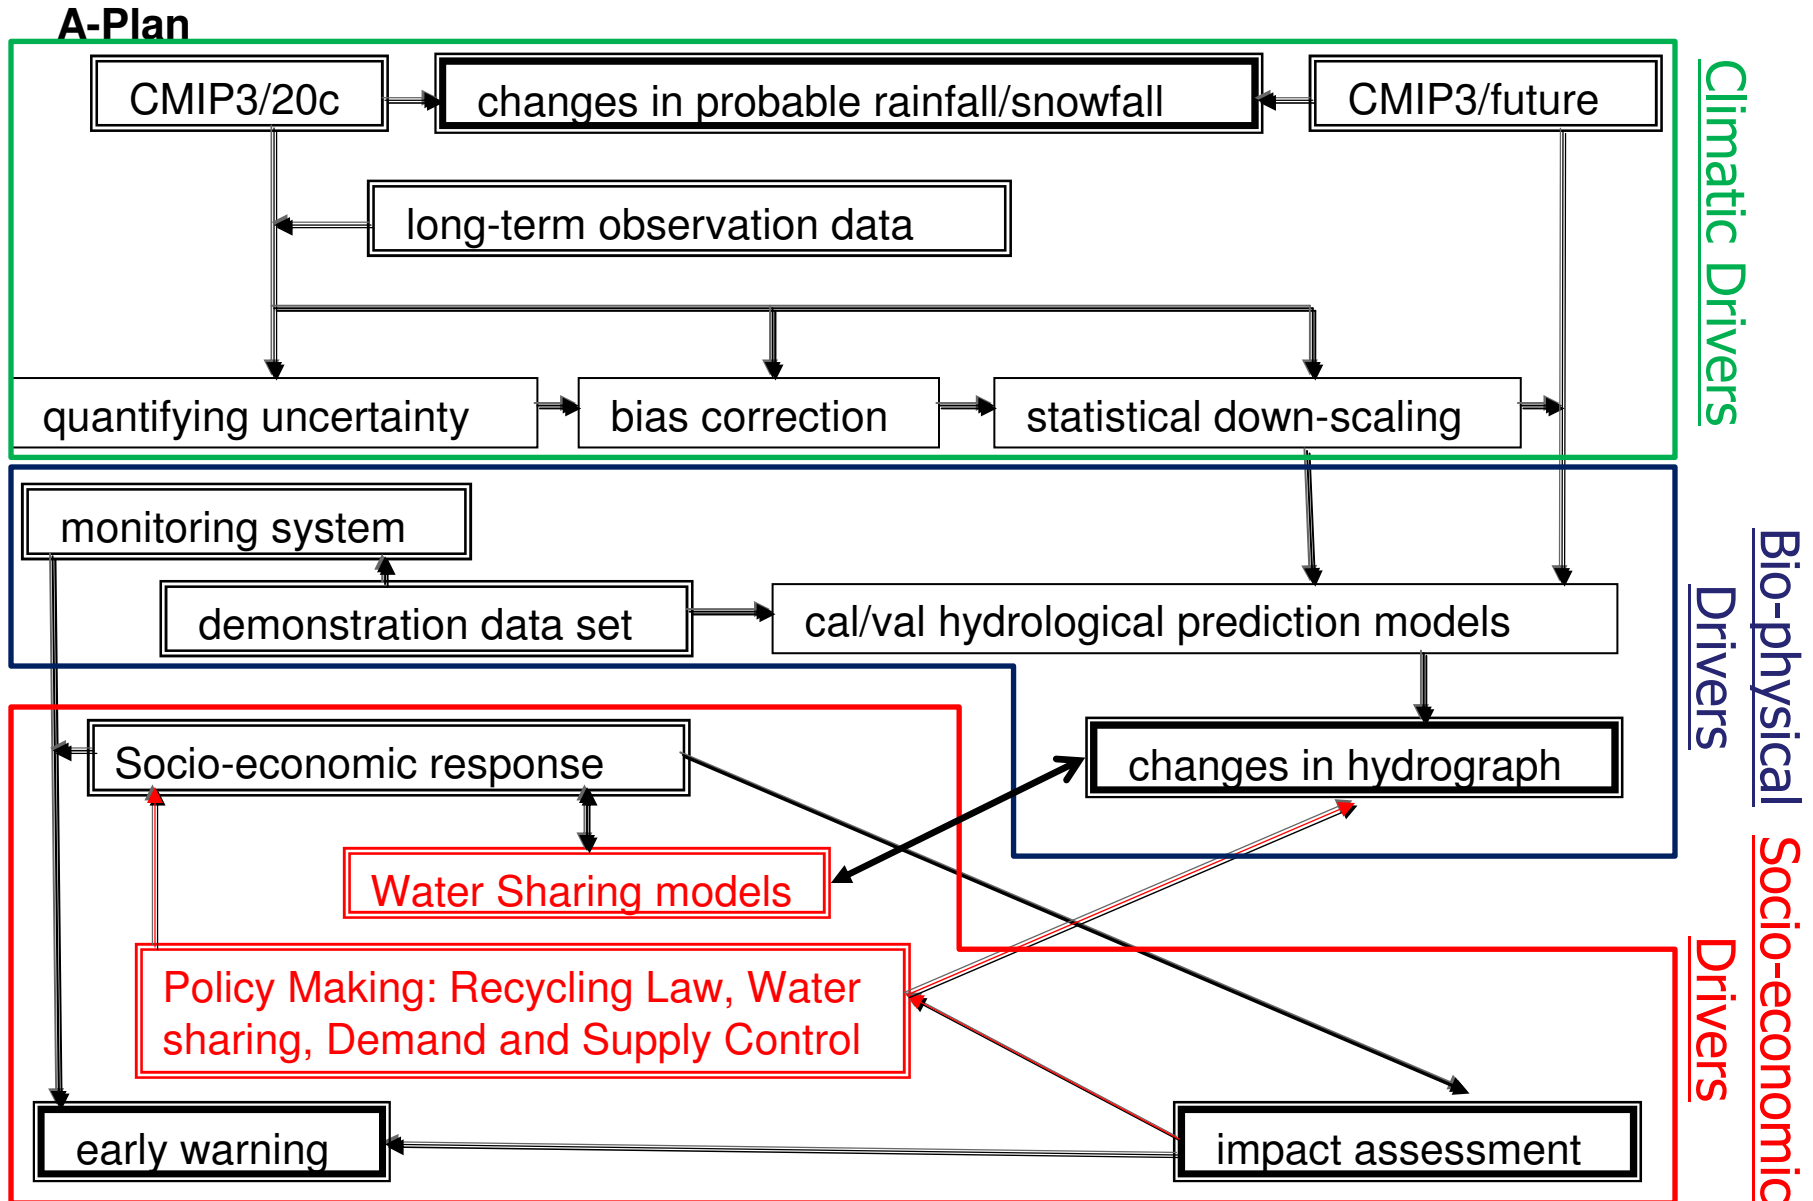 A-Plan
CMIP3/20c
changes in probable rainfall/snowfall
CMIP3/future
long-term observation data
quantifying uncertainty
bias correction
statistical down-scaling
Climatic Drivers
monitoring system
demonstration data set
cal/val hydrological prediction models
Bio-physical
Drivers
Socio-economic response
changes in hydrograph
Water Sharing models
Policy Making: Recycling Law, Water
sharing, Demand and Supply Control
early warning
impact assessment
Socio-economic
Drivers